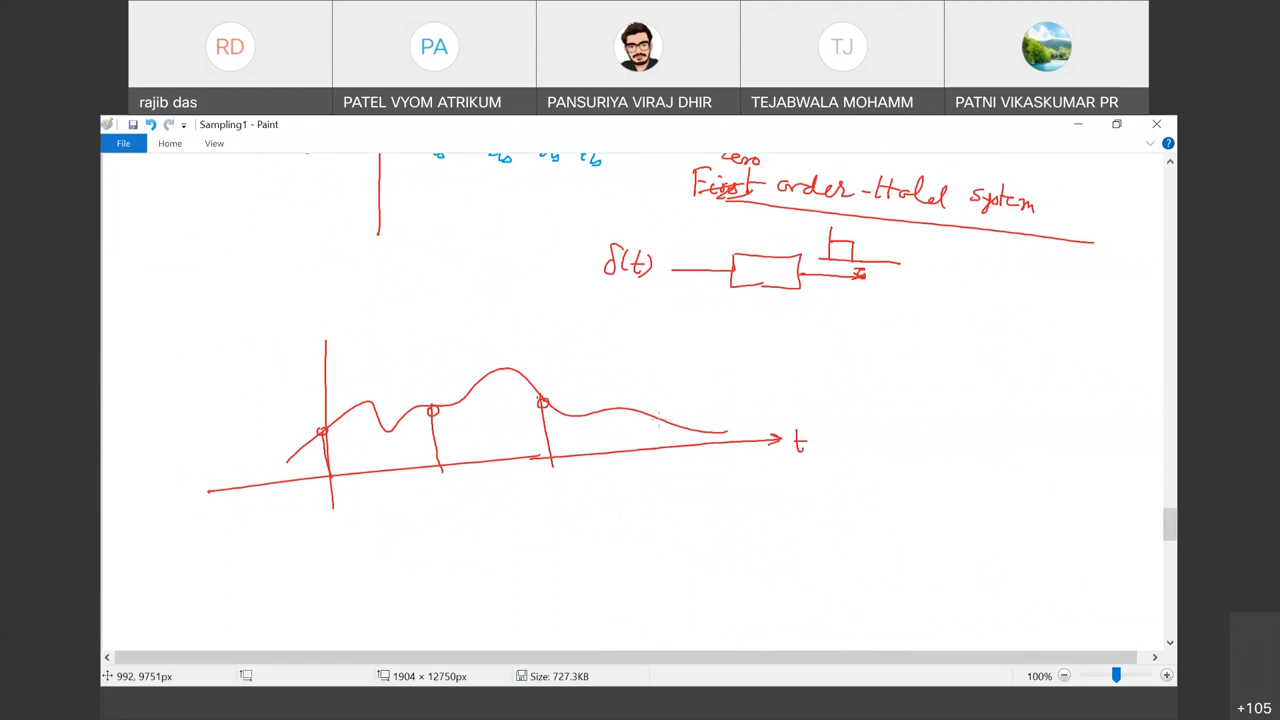 RD
PA
TJ
rajib das
PATEL VYOM ATRIKUM
PANSURIYA VIRAJ DHIR
TEJABWALA MOHAMM
PATNI VIKASKUMAR PR
Sampling1 - Paint
File Home View
zero
First order-Hold system
δ(t)
t
992, 9751px
1904 × 12750px
Size: 727.3KB
100%
+105